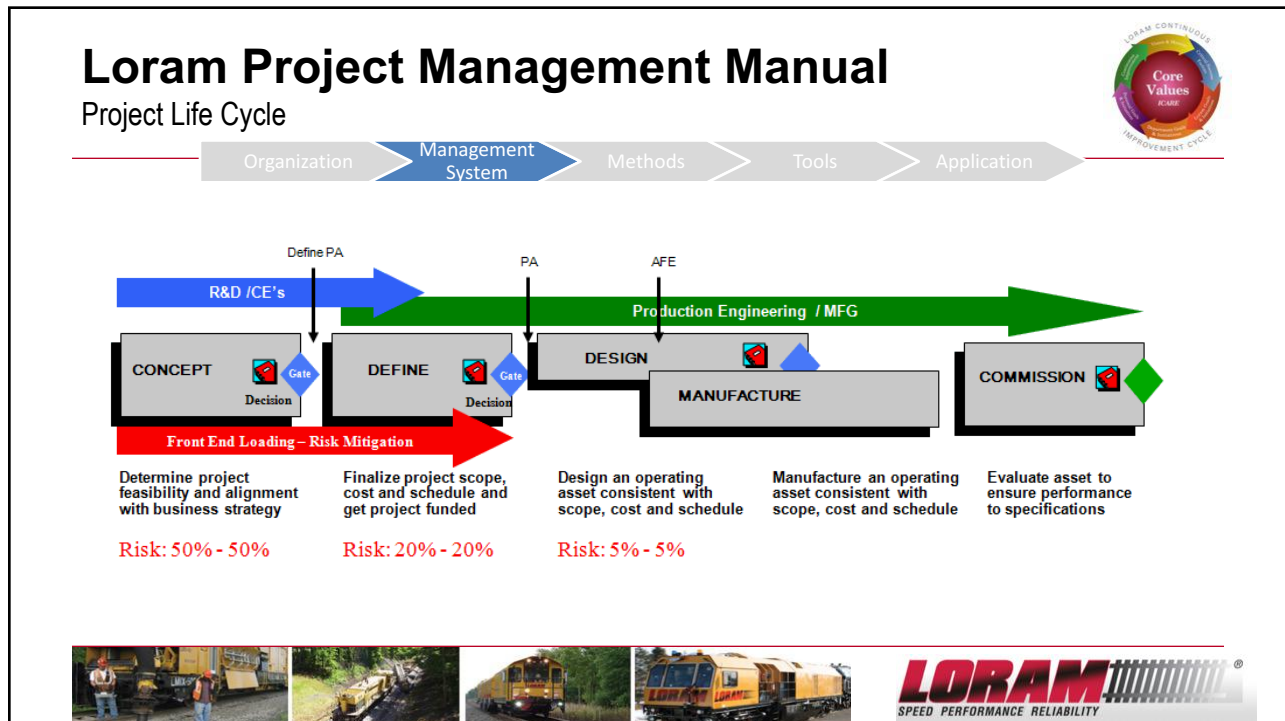 Loram Project Management Manual
Project Life Cycle
LORAM CONTINUOUS
IMPROVEMENT CYCLE
Core
Values
ICARE
Organization
Management
System
Methods
Tools
Application
Define PA
PA
AFE
R&D /CE's
Production Engineering / MFG
CONCEPT
Gate
Decision
DEFINE
Gate
Decision
DESIGN
MANUFACTURE
COMMISSION
Front End Loading – Risk Mitigation
Determine project
feasibility and alignment
with business strategy
Risk: 50% - 50%
Finalize project scope,
cost and schedule and
get project funded
Risk: 20% - 20%
Design an operating
asset consistent with
scope, cost and schedule
Risk: 5% - 5%
Manufacture an operating
asset consistent with
scope, cost and schedule
Evaluate asset to
ensure performance
to specifications
LORAM
LORAM
®
SPEED PERFORMANCE RELIABILITY